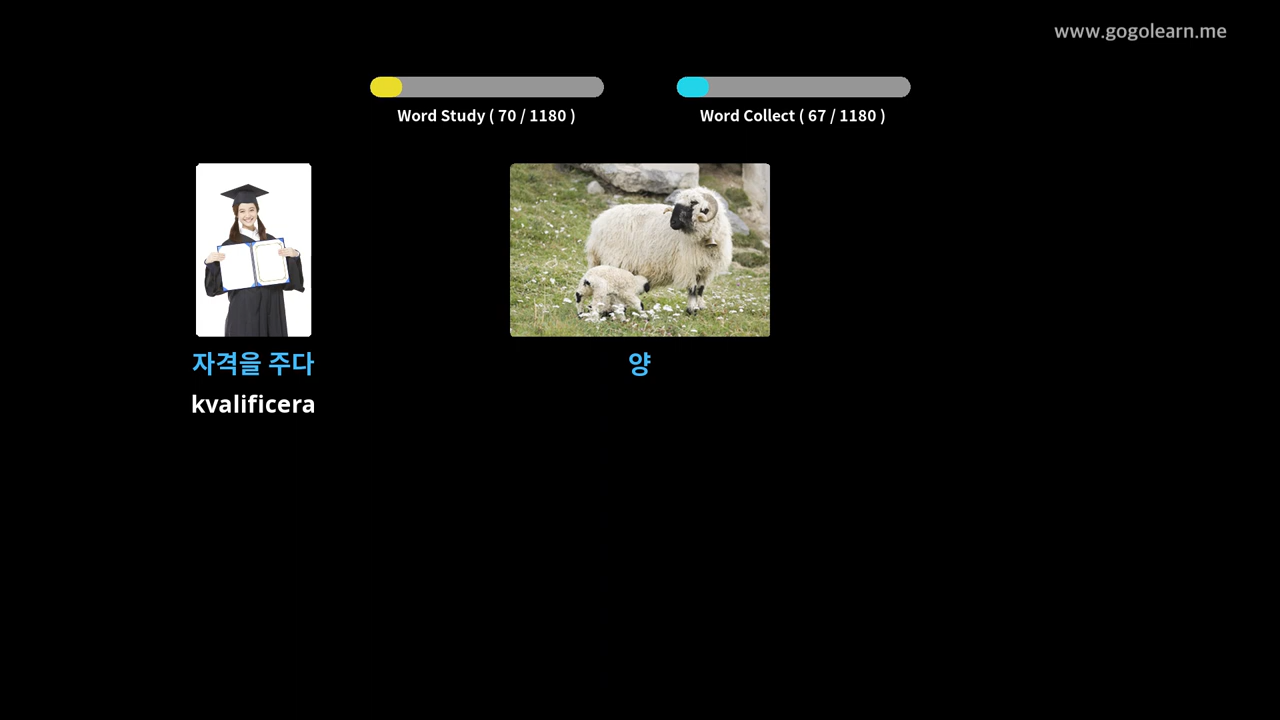 www.gogolearn.me
Word Study ( 70 / 1180 )
Word Collect ( 67 / 1180 )
자격을 주다
kvalificera
양